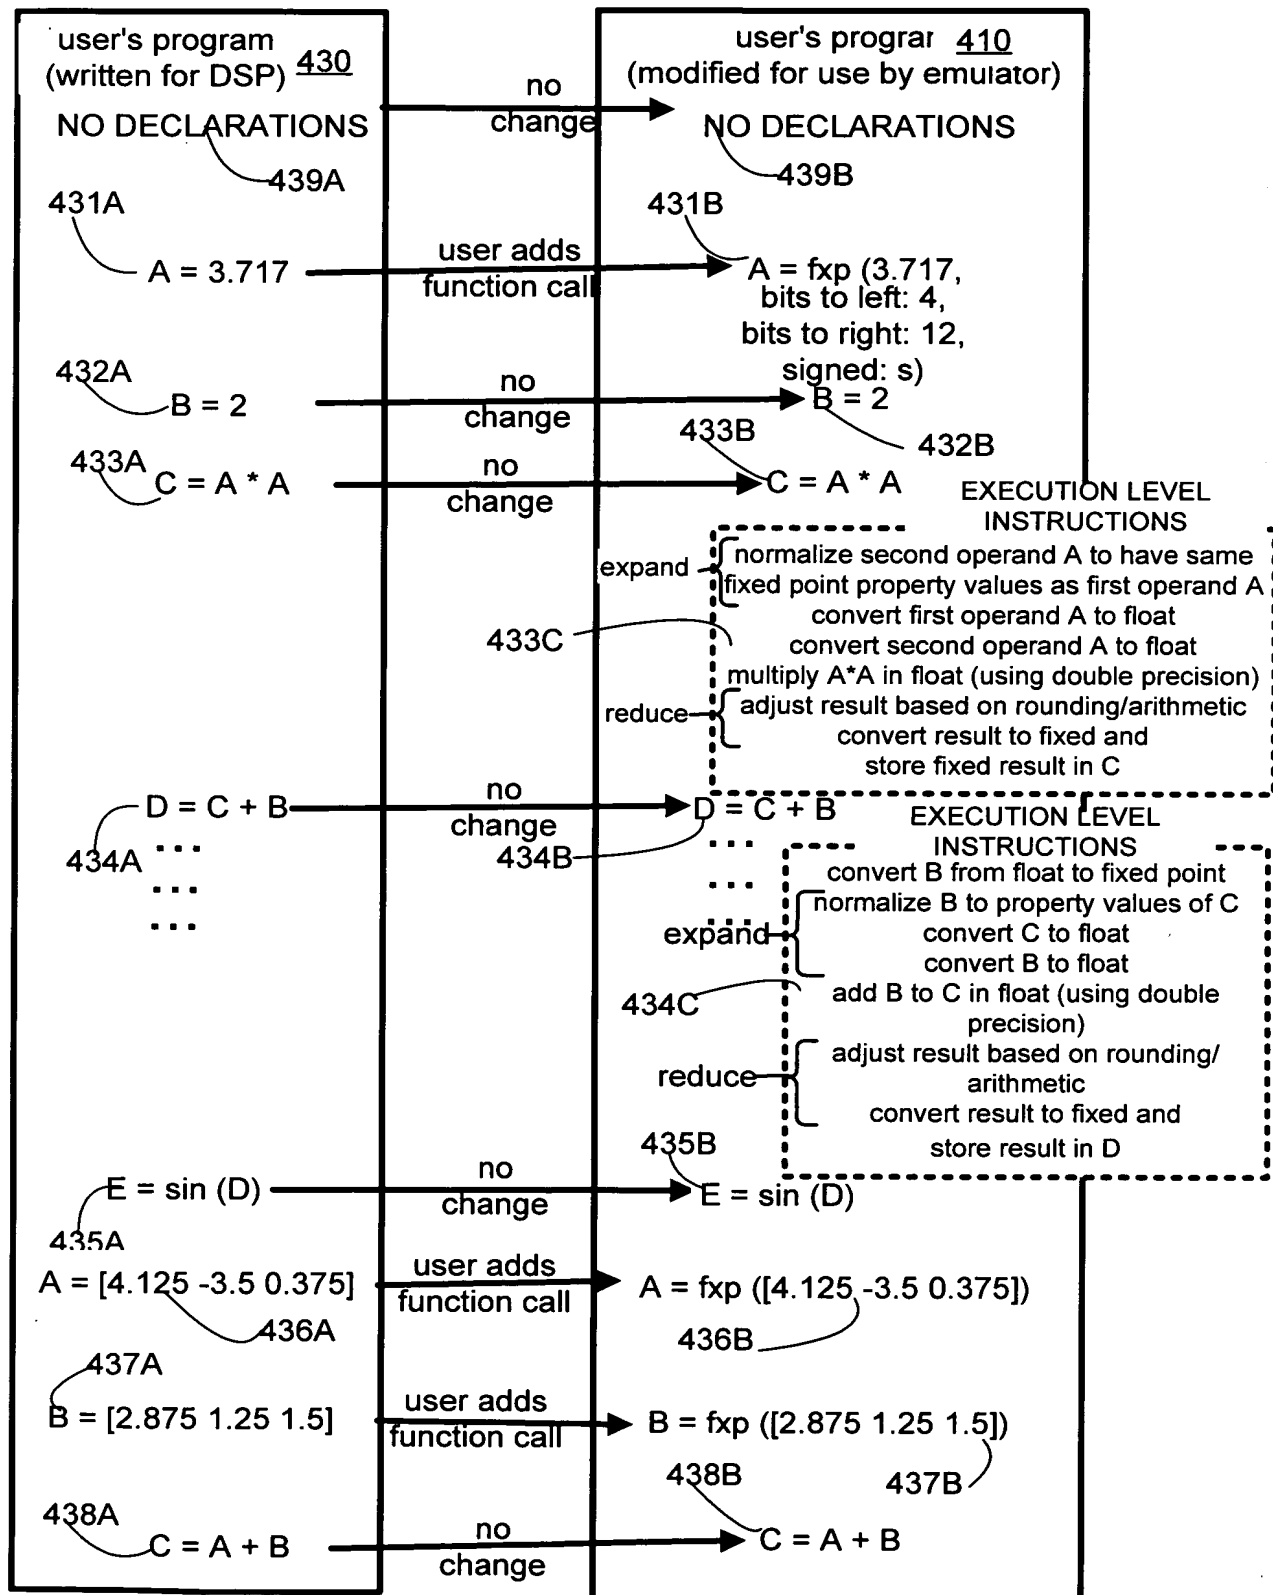 user's program
(written for DSP) 430
NO DECLARATIONS
439A
no
change
user's prograr 410
(modified for use by emulator)
NO DECLARATIONS
439B
431A
A = 3.717
user adds
function call
431B
A = fxp (3.717,
bits to left: 4,
bits to right: 12,
signed: s)
432A
B = 2
no
change
B = 2
432B
433A
C = A * A
no
change
433B
C = A * A
EXECUTION LEVEL
INSTRUCTIONS
expand
normalize second operand A to have same
fixed point property values as first operand A
convert first operand A to float
433C
convert second operand A to float
multiply A*A in float (using double precision)
reduce
adjust result based on rounding/arithmetic
convert result to fixed and
store fixed result in C
D = C + B
434A
...
...
...
no
change
D = C + B
434B
...
...
...
EXECUTION LEVEL
INSTRUCTIONS
convert B from float to fixed point
expand
normalize B to property values of C
convert C to float
convert B to float
434C
add B to C in float (using double
precision)
reduce
adjust result based on rounding/
arithmetic
convert result to fixed and
store result in D
E = sin (D)
435A
no
change
435B
E = sin (D)
A = [4.125 -3.5 0.375]
436A
user adds
function call
A = fxp ([4.125 -3.5 0.375])
436B
437A
B = [2.875 1.25 1.5]
user adds
function call
B = fxp ([2.875 1.25 1.5])
437B
438A
C = A + B
no
change
438B
C = A + B